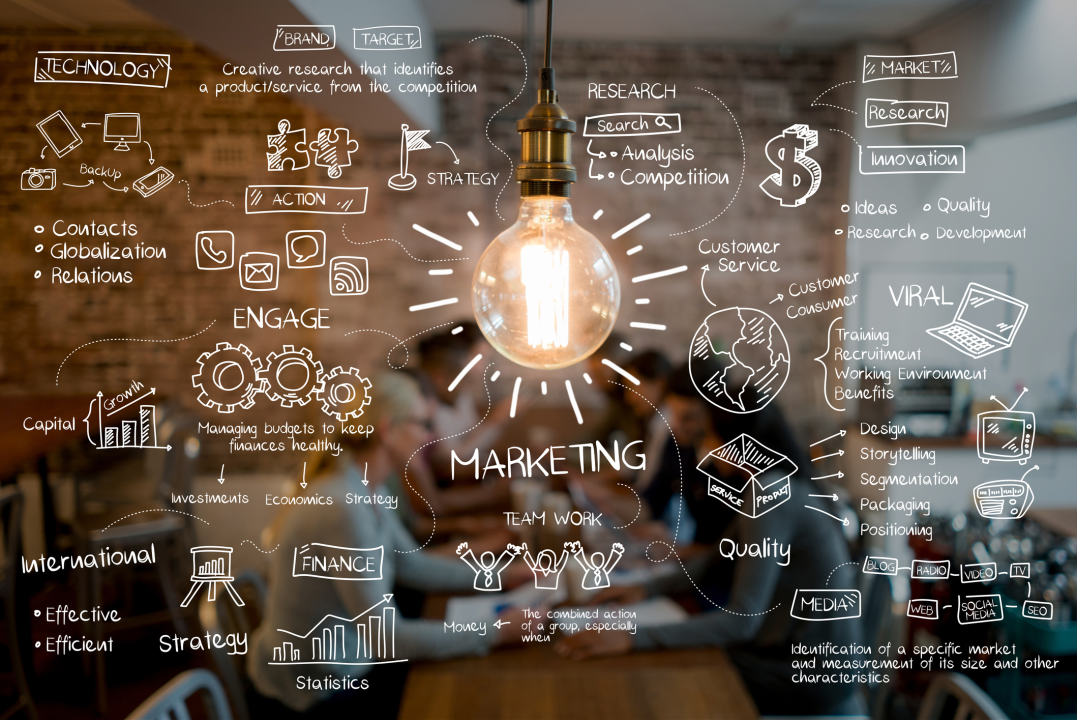 BRAND
TARGET
Creative research that identifies
a product/service from the competition
TECHNOLOGY
Backup
Contacts
Globalization
Relations
STRATEGY
ACTION
ENGAGE
Managing budgets to keep
finances healthy.
Investments
Economics
Strategy
Capital
Growth
International
Effective
Efficient
Strategy
FINANCE
Statistics
RESEARCH
Search
Analysis
Competition
MARKETING
TEAM WORK
Money
The combined action
of a group, especially
when
MARKET
Research
Innovation
Ideas
Quality
Research
Development
Customer
Service
Customer
Consumer
VIRAL
Training
Recruitment
Working Environment
Benefits
SERVICE
PRODUCT
Quality
Design
Storytelling
Segmentation
Packaging
Positioning
MEDIA
BLOG
RADIO
VIDEO
TV
WEB
SOCIAL
MEDIA
SEO
Identification of a specific market
and measurement of its size and other
characteristics